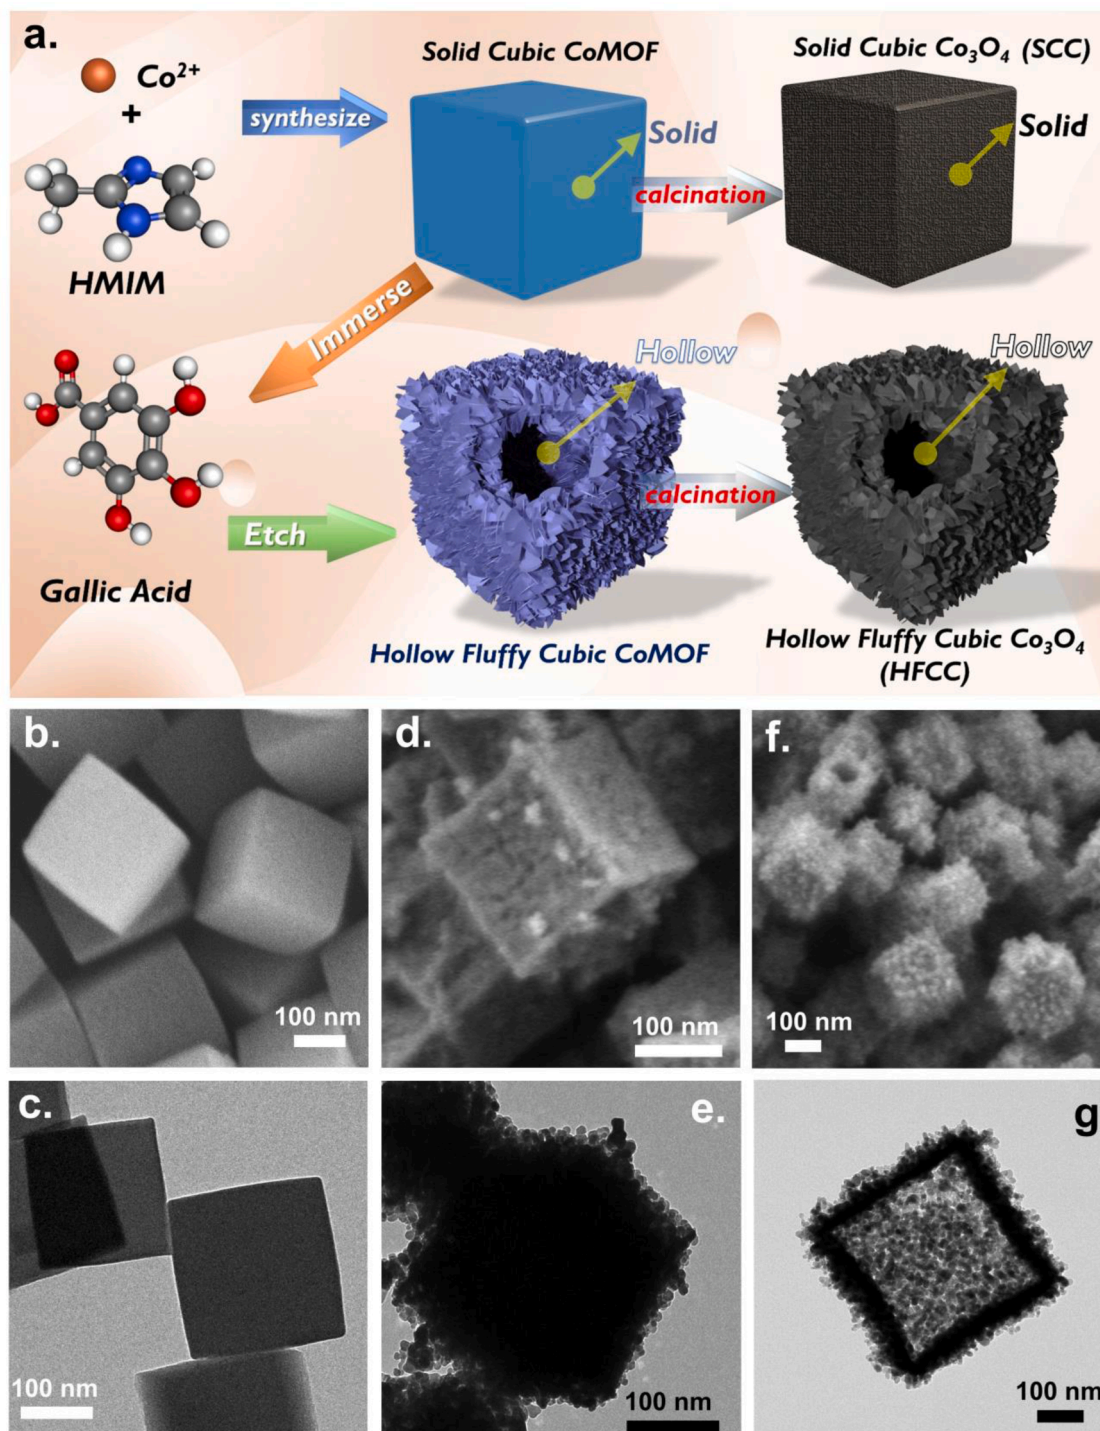 a.
Co²⁺
+
HMIM
synthesize
Solid Cubic CoMOF
Solid
calcination
Solid Cubic Co₃O₄ (SCC)
Solid
Immerse
Gallic Acid
Etch
Hollow
Hollow Fluffy Cubic CoMOF
calcination
Hollow
Hollow Fluffy Cubic Co₃O₄
(HFCC)
b.
100 nm
d.
100 nm
f.
100 nm
c.
100 nm
e.
100 nm
g
100 nm